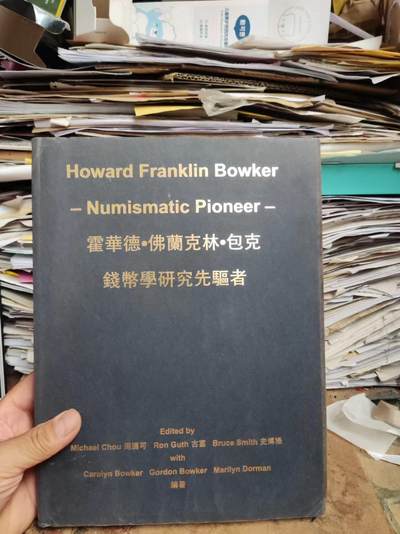 Howard Franklin Bowker
– Numismatic Pioneer –
霍華德•佛蘭克林•包克
錢幣學研究先驅者
Edited by
Michael Chou 周邁可 Ron Guth 古富 Bruce Smith 史博祿
with
Carolyn Bowker Gordon Bowker Marilyn Dorman
編著